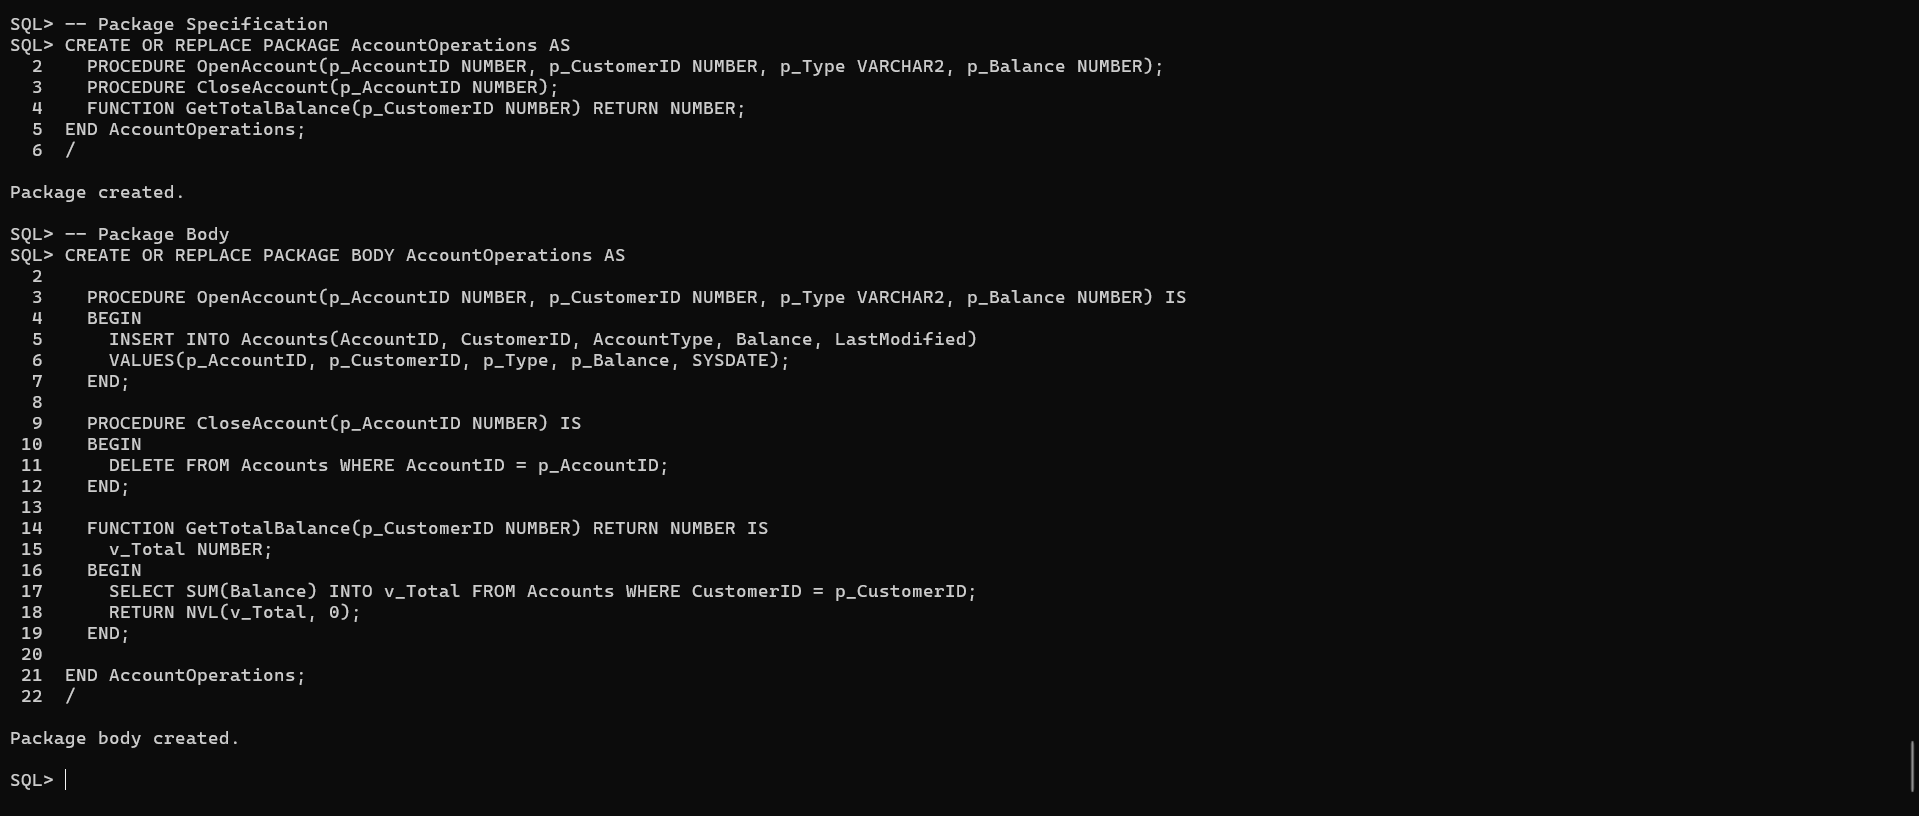 SQL> -- Package Specification
SQL> CREATE OR REPLACE PACKAGE AccountOperations AS
  2    PROCEDURE OpenAccount(p_AccountID NUMBER, p_CustomerID NUMBER, p_Type VARCHAR2, p_Balance NUMBER);
  3    PROCEDURE CloseAccount(p_AccountID NUMBER);
  4    FUNCTION GetTotalBalance(p_CustomerID NUMBER) RETURN NUMBER;
  5  END AccountOperations;
  6  /

Package created.

SQL> -- Package Body
SQL> CREATE OR REPLACE PACKAGE BODY AccountOperations AS
  2
  3    PROCEDURE OpenAccount(p_AccountID NUMBER, p_CustomerID NUMBER, p_Type VARCHAR2, p_Balance NUMBER) IS
  4    BEGIN
  5      INSERT INTO Accounts(AccountID, CustomerID, AccountType, Balance, LastModified)
  6      VALUES(p_AccountID, p_CustomerID, p_Type, p_Balance, SYSDATE);
  7    END;
  8
  9    PROCEDURE CloseAccount(p_AccountID NUMBER) IS
 10    BEGIN
 11      DELETE FROM Accounts WHERE AccountID = p_AccountID;
 12    END;
 13
 14    FUNCTION GetTotalBalance(p_CustomerID NUMBER) RETURN NUMBER IS
 15      v_Total NUMBER;
 16    BEGIN
 17      SELECT SUM(Balance) INTO v_Total FROM Accounts WHERE CustomerID = p_CustomerID;
 18      RETURN NVL(v_Total, 0);
 19    END;
 20
 21  END AccountOperations;
 22  /

Package body created.

SQL>